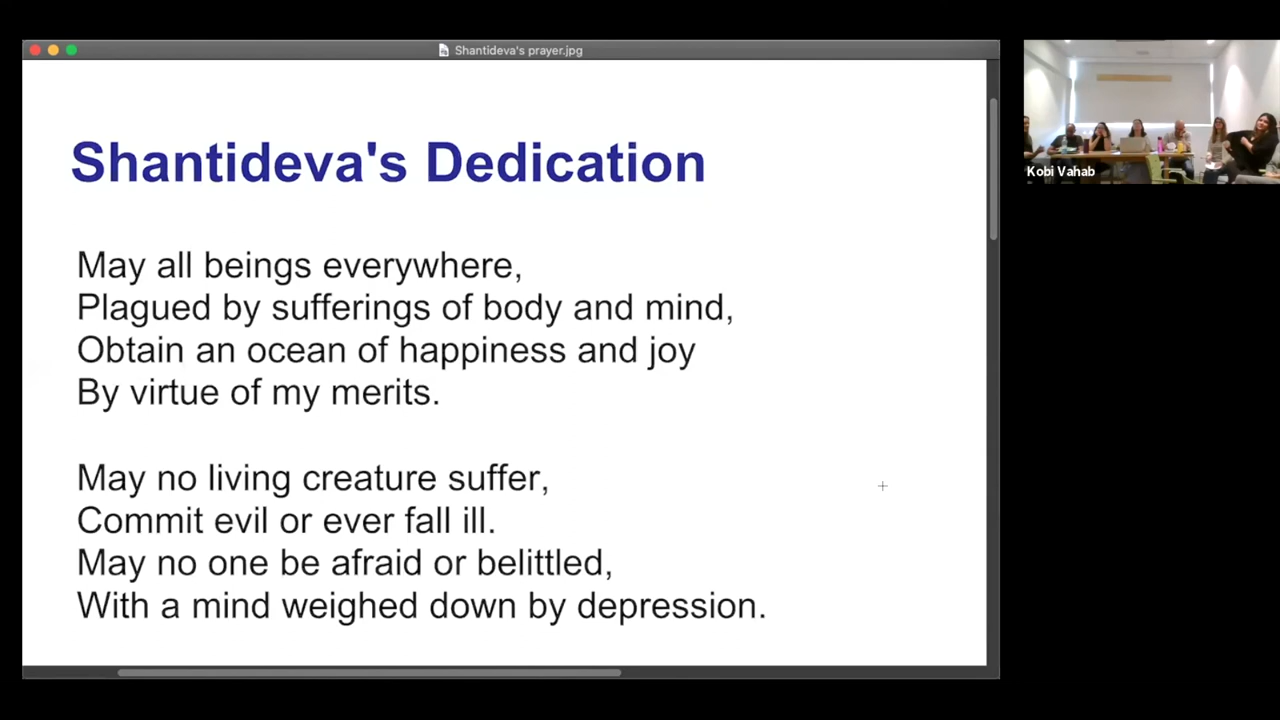 Shantideva's prayer.jpg
Shantideva's Dedication
May all beings everywhere,
Plagued by sufferings of body and mind,
Obtain an ocean of happiness and joy
By virtue of my merits.
May no living creature suffer,
Commit evil or ever fall ill.
May no one be afraid or belittled,
With a mind weighed down by depression.
Kobi Vahab